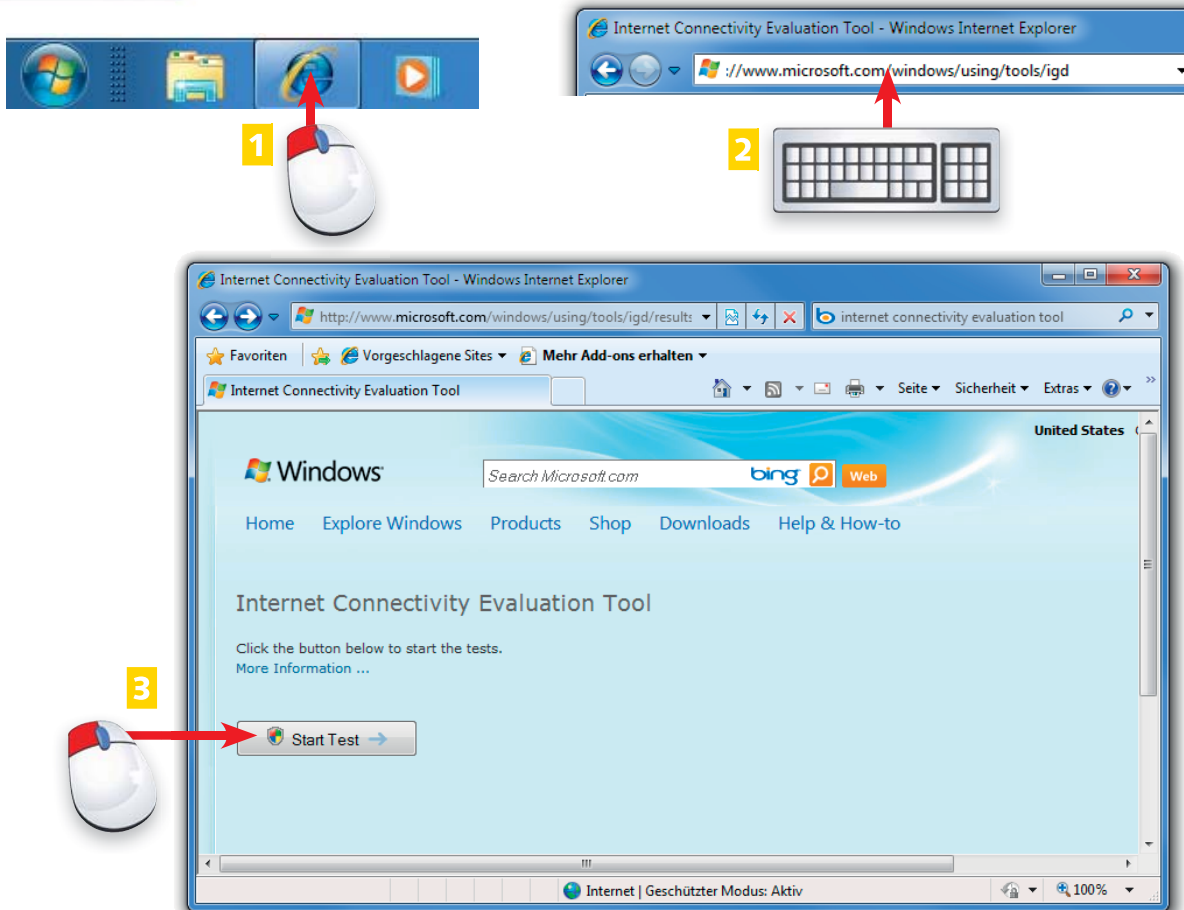 Internet Connectivity Evaluation Tool - Windows Internet Explorer
://www.microsoft.com/windows/using/tools/igd
1
2
Internet Connectivity Evaluation Tool - Windows Internet Explorer
http://www.microsoft.com/windows/using/tools/igd/results
internet connectivity evaluation tool
Favoriten Vorgeschlagene Sites Mehr Add-ons erhalten
Internet Connectivity Evaluation Tool
Seite Sicherheit Extras
United States
Windows
Search Microsoft.com
bing
Web
Home Explore Windows Products Shop Downloads Help & How-to
Internet Connectivity Evaluation Tool
Click the button below to start the tests.
More Information ...
3
Start Test
Internet | Geschützter Modus: Aktiv
100%